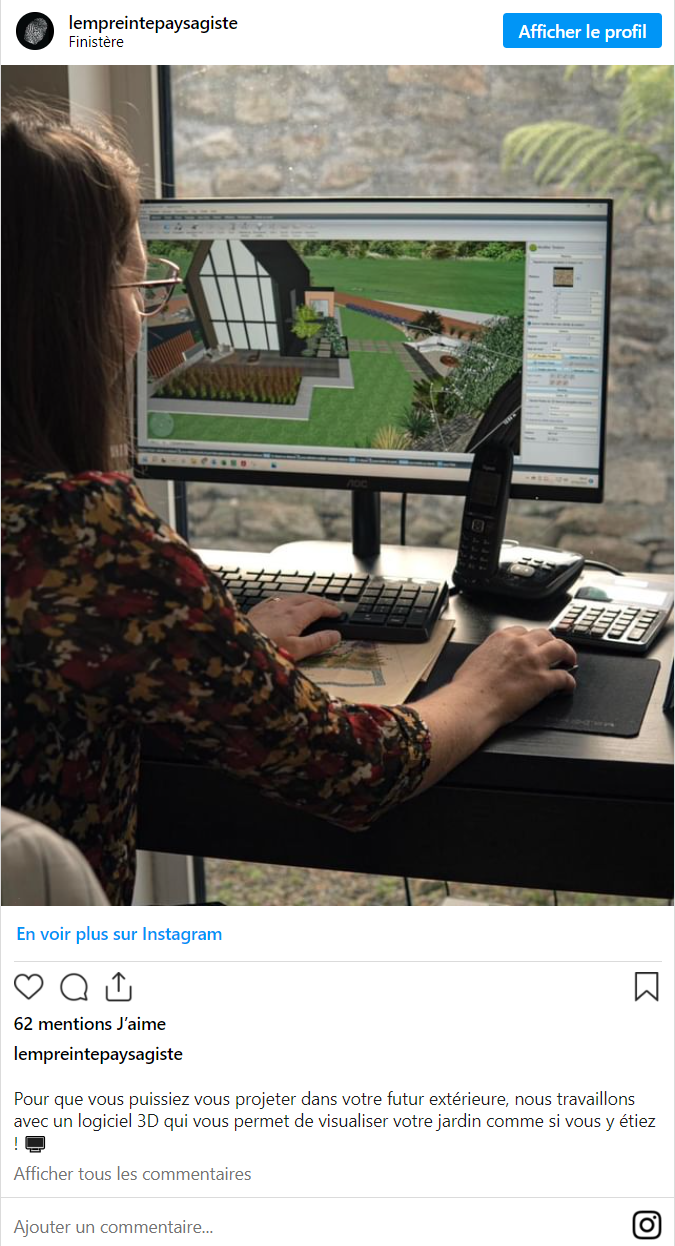 lempreintepaysagiste
Finistère
Afficher le profil
AOC
En voir plus sur Instagram
62 mentions J’aime
lempreintepaysagiste
Pour que vous puissiez vous projeter dans votre futur extérieure, nous travaillons
avec un logiciel 3D qui vous permet de visualiser votre jardin comme si vous y étiez
!
Afficher tous les commentaires
Ajouter un commentaire...